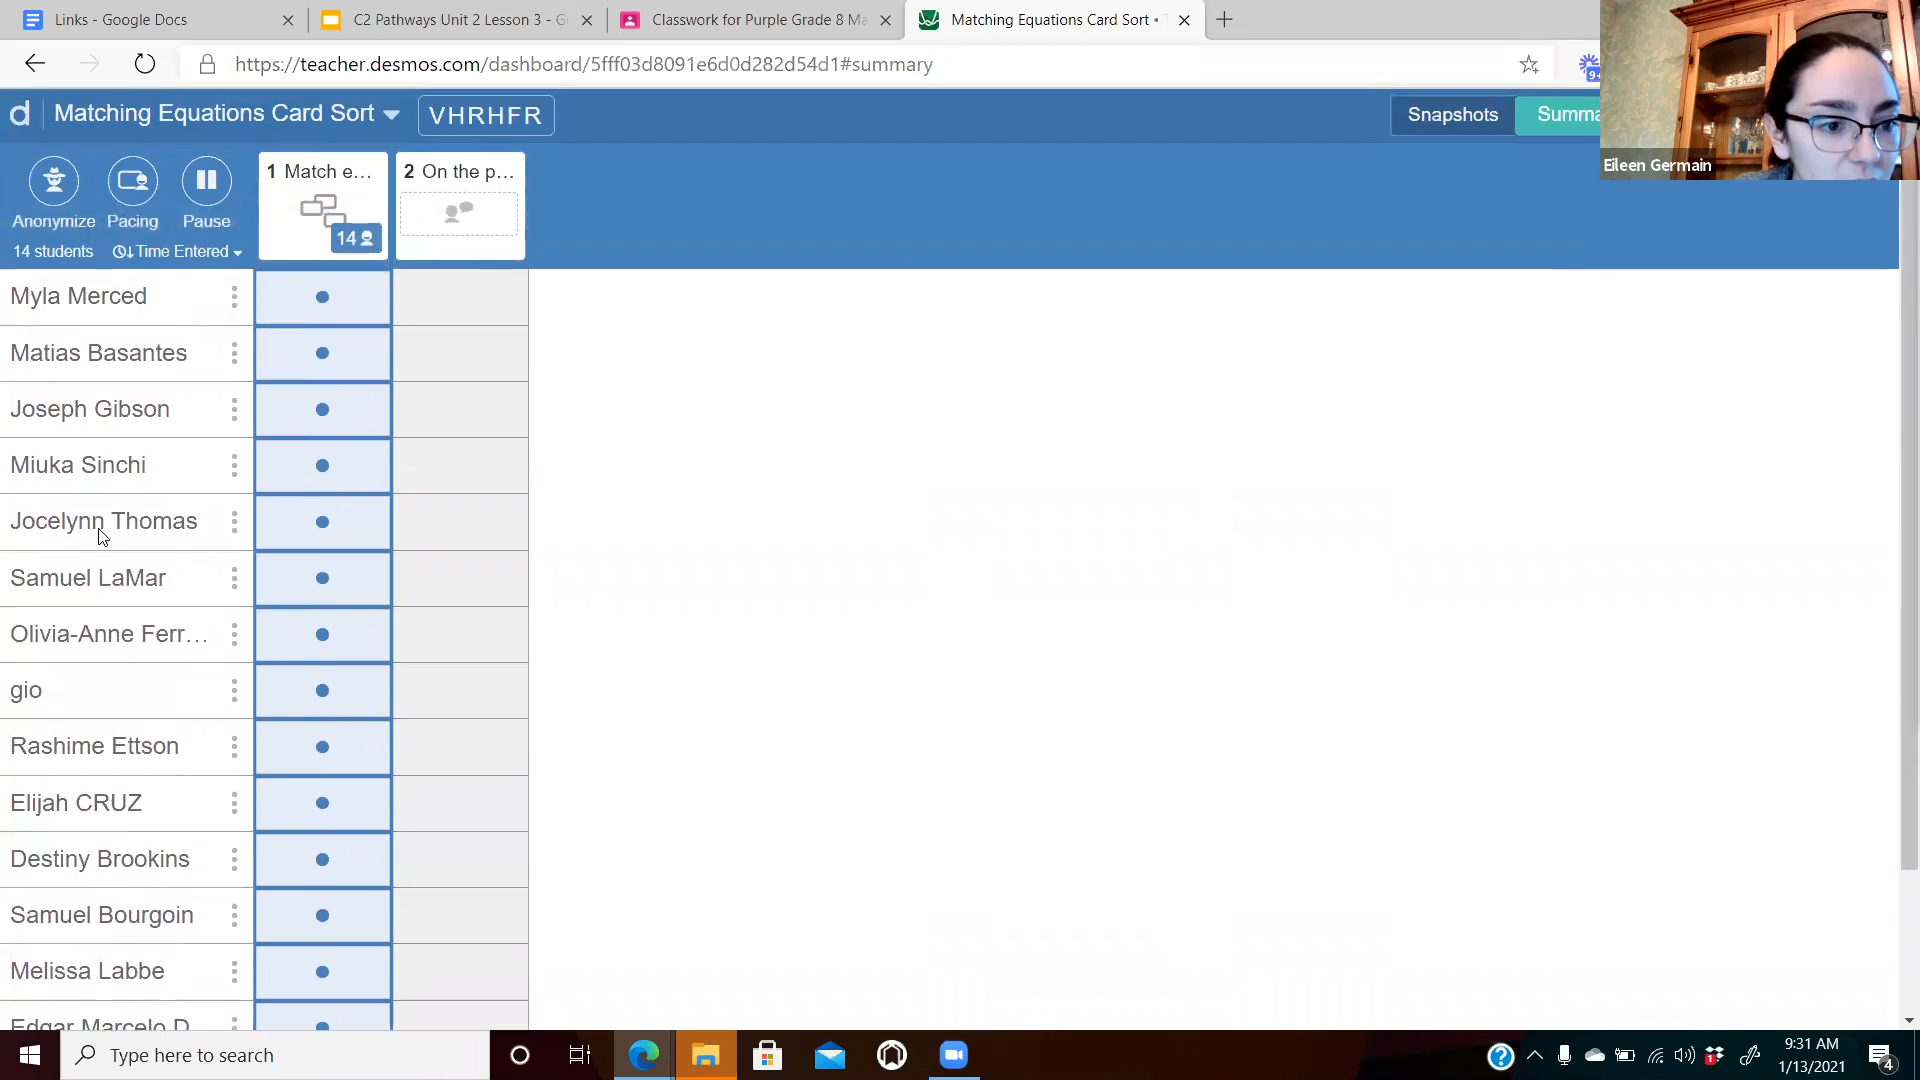 Links - Google Docs
C2 Pathways Unit 2 Lesson 3 - G
Classwork for Purple Grade 8 Ma
Matching Equations Card Sort •
https://teacher.desmos.com/dashboard/5fff03d8091e6d0d282d54d1#summary
d Matching Equations Card Sort VHRHFR Snapshots Summa
Eileen Germain
Anonymize Pacing Pause
14 students Time Entered
1 Match e...
14
2 On the p...
Myla Merced
Matias Basantes
Joseph Gibson
Miuka Sinchi
Jocelynn Thomas
Samuel LaMar
Olivia-Anne Ferr...
gio
Rashime Ettson
Elijah CRUZ
Destiny Brookins
Samuel Bourgoin
Melissa Labbe
Edgar Marcelo D
Type here to search
9:31 AM
1/13/2021
4